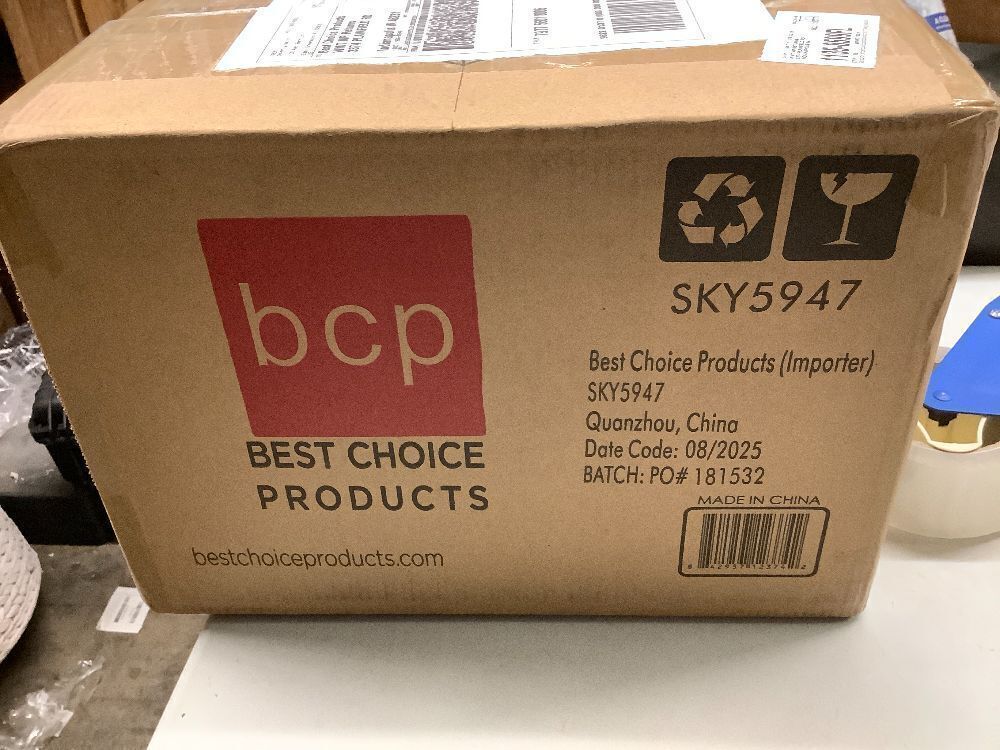 bcp
BEST CHOICE
PRODUCTS
bestchoiceproducts.com
SKY5947
Best Choice Products (Importer)
SKY5947
Quanzhou, China
Date Code: 08/2025
BATCH: PO# 181532
MADE IN CHINA